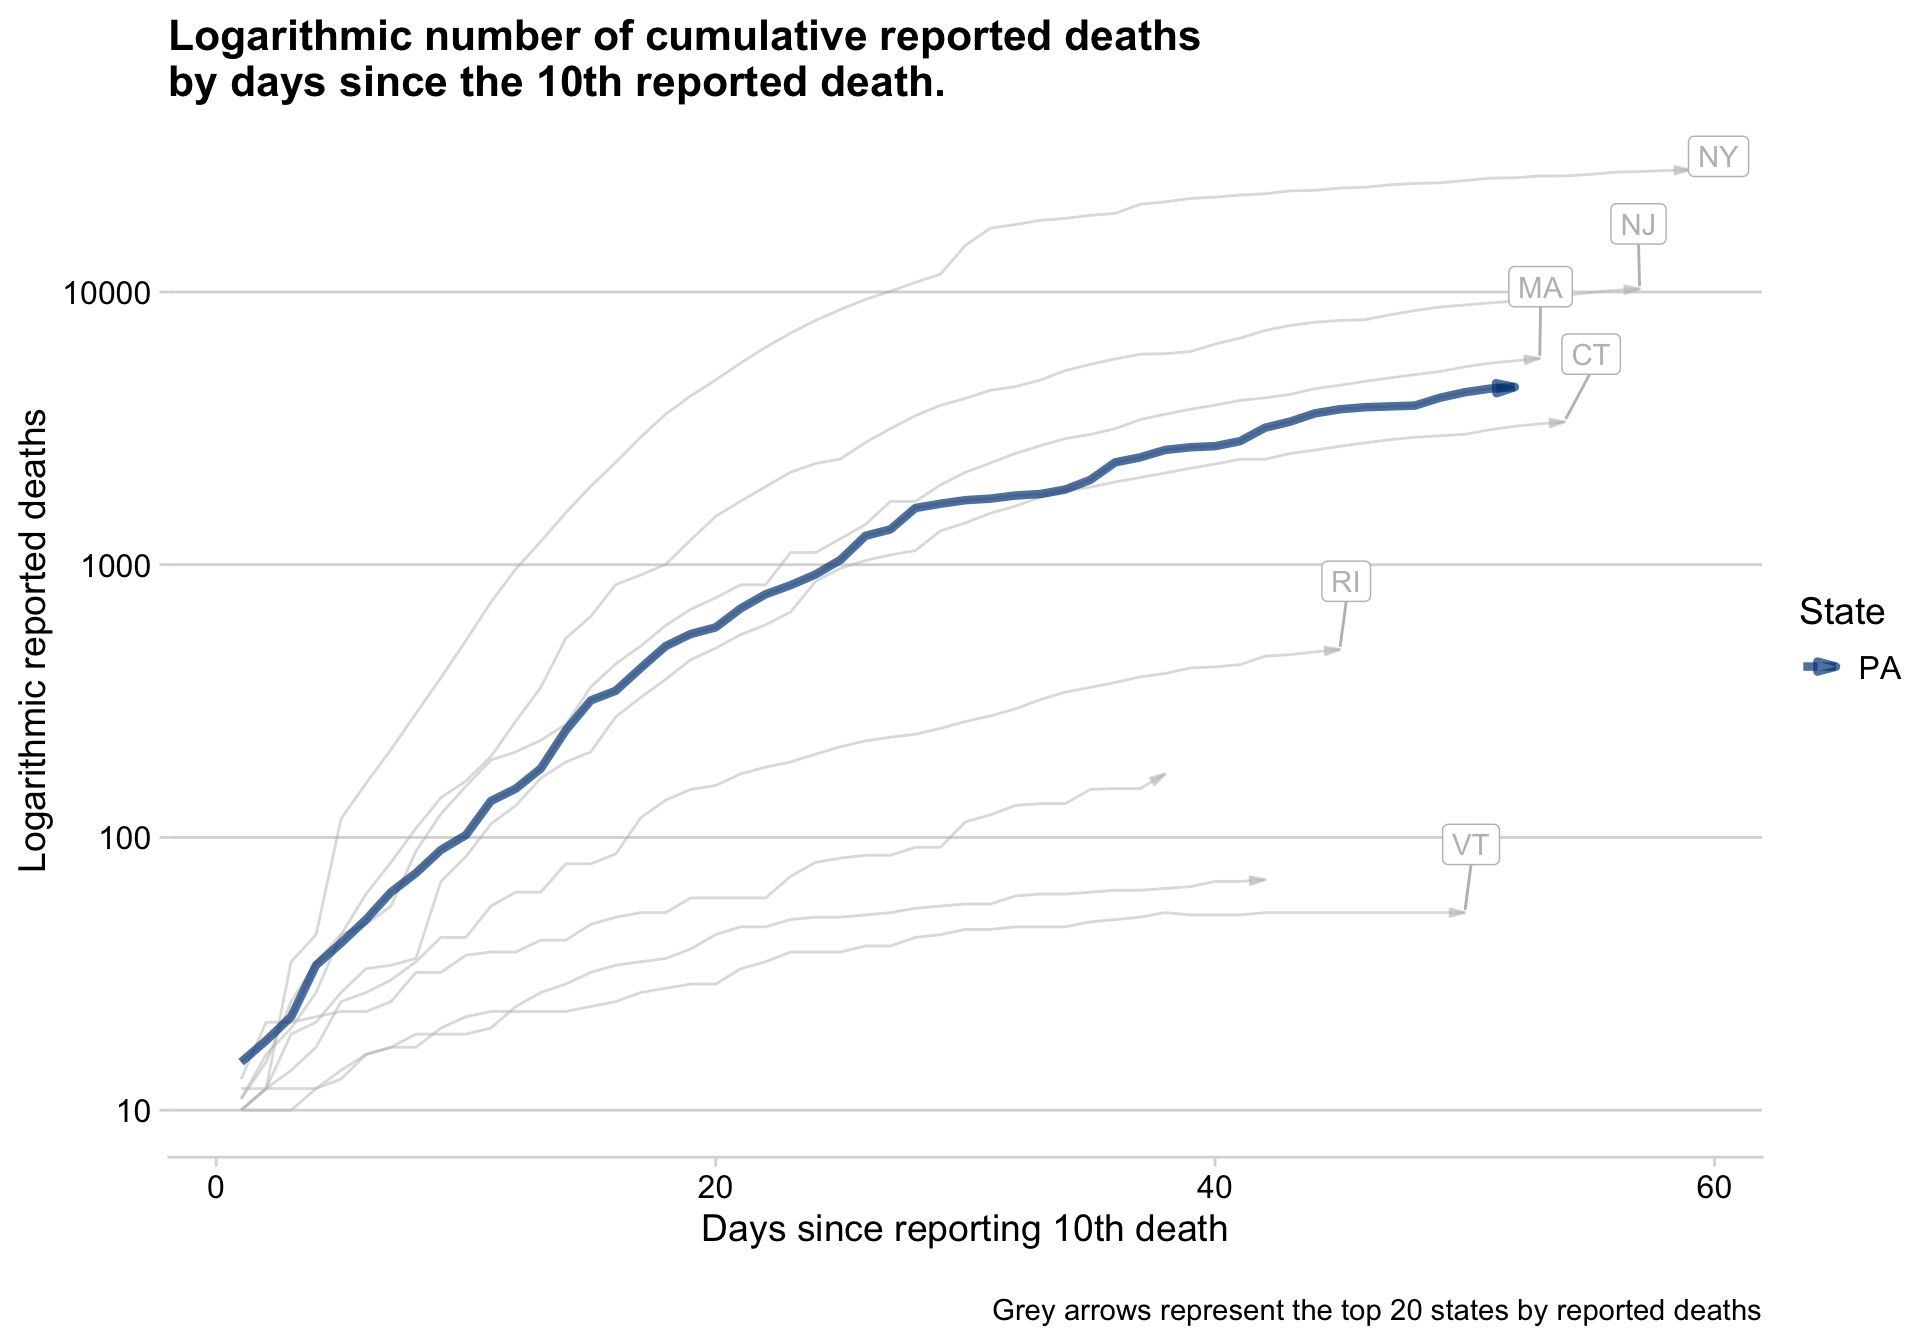 Logarithmic number of cumulative reported deaths
by days since the 10th reported death.
NY
NJ
MA
CT
RI
VT
10000
1000
100
10
Logarithmic reported deaths
0 20 40 60
Days since reporting 10th death
State
PA
Grey arrows represent the top 20 states by reported deaths